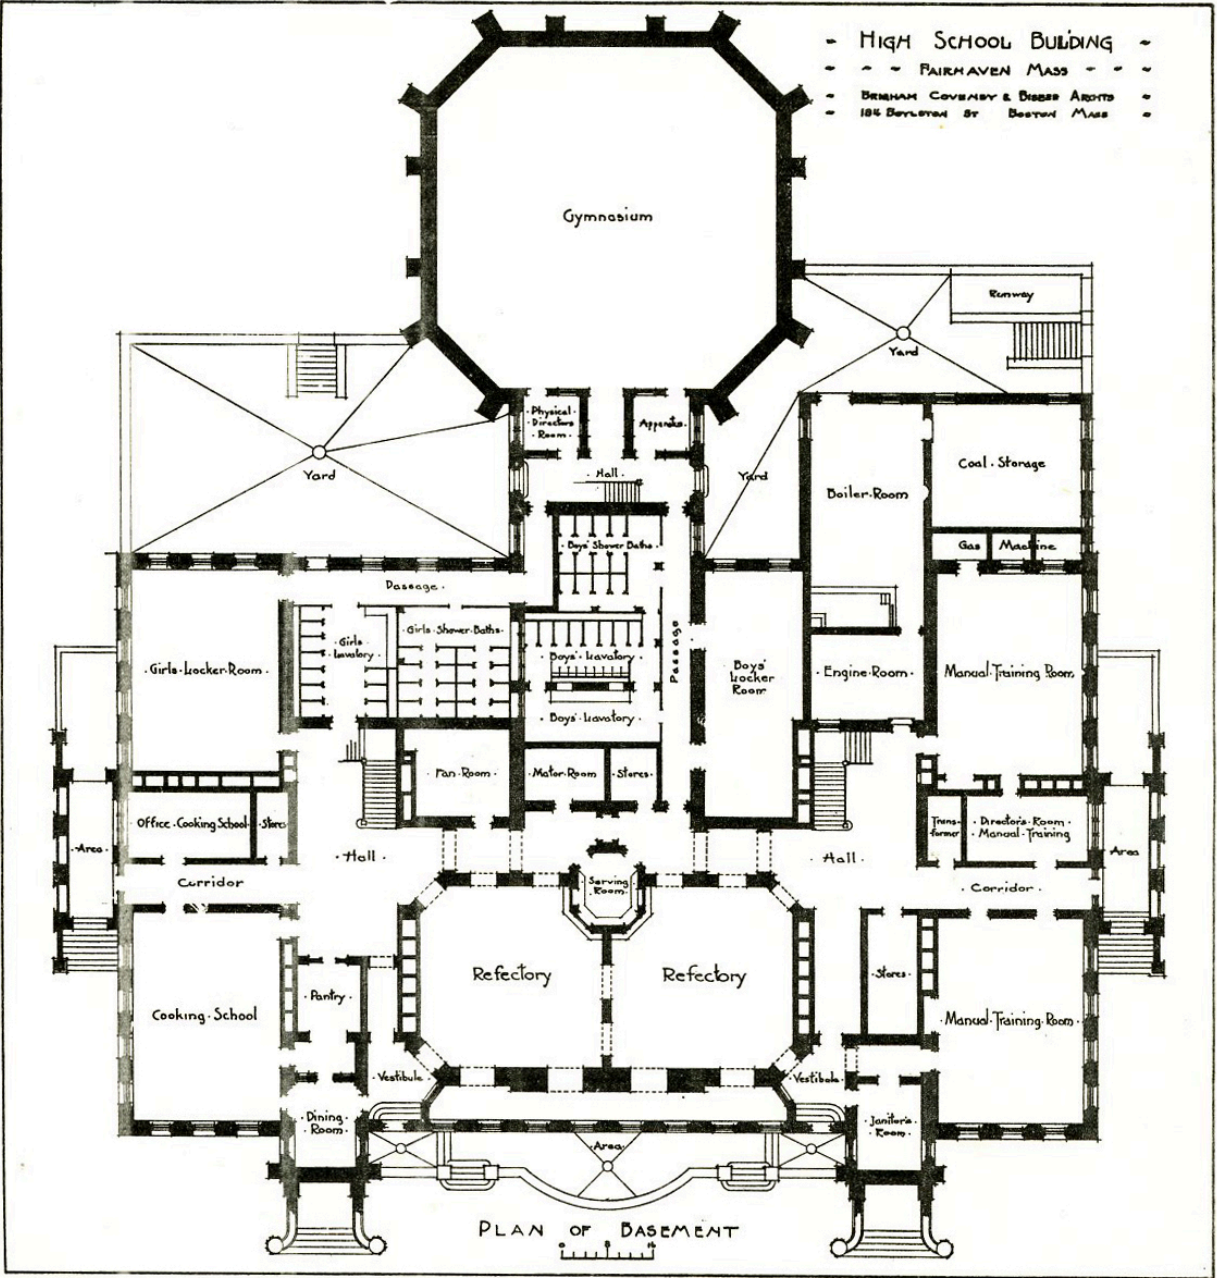 ~ HIGH SCHOOL BUILDING ~
~ ~ ~ FAIRHAVEN MASS ~ ~ ~
~ BRIGHAM COVENEY & BISBEE ARCHTS ~
~ 184 BOYLSTON ST BOSTON MASS ~
Gymnasium
Runway
Yard
Physical
Directors
Room
Apparatus
Hall
Yard
Yard
Boiler-Room
Coal-Storage
Gas
Machine
Boys' Shower Baths
Passage
Girls Lavatory
Girls-Shower-Baths
Boys' Lavatory
Passage
Girls-Locker-Room
Boys'
Locker
Room
Engine-Room
Manual-Training Room
Boys' Lavatory
Fan-Room
Motor-Room
Stores
Office-Cooking School
Stores
Trans-
former
Director's-Room
Manual-Training
Area
Hall
Hall
Area
Corridor
Serving
Room
Corridor
Refectory
Refectory
Stores
Pantry
Cooking-School
Manual-Training-Room
Vestibule
Vestibule
Dining
Room
Janitor's
Room
Area
PLAN OF BASEMENT
0 8 16